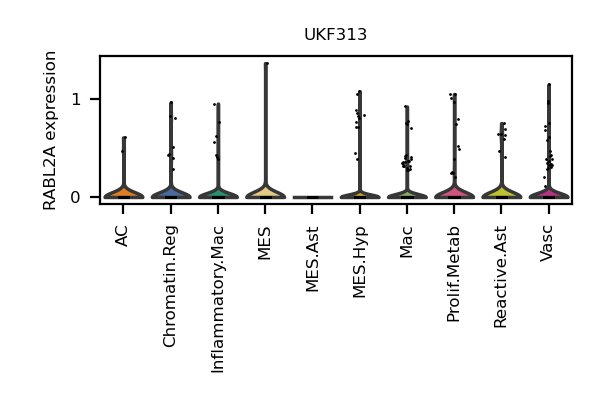 UKF313
RABL2A expression
1
0
AC
Chromatin.Reg
Inflammatory.Mac
MES
MES.Ast
MES.Hyp
Mac
Prolif.Metab
Reactive.Ast
Vasc